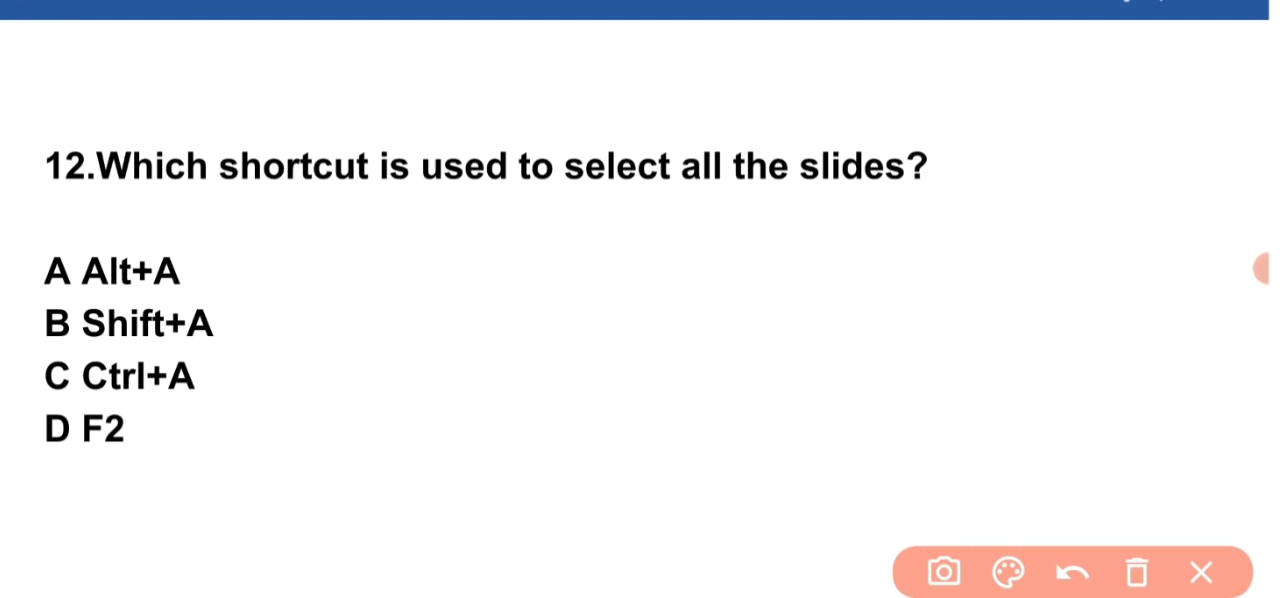 12.Which shortcut is used to select all the slides?
A Alt+A
B Shift+A
C Ctrl+A
D F2